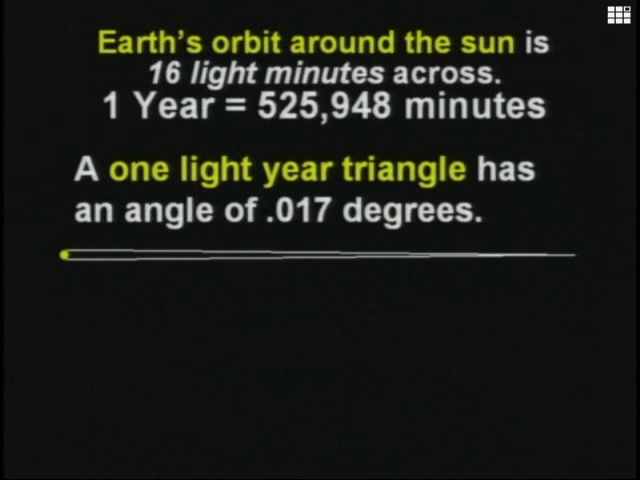 Earth's orbit around the sun is
16 light minutes across.
1 Year = 525,948 minutes
A one light year triangle has
an angle of .017 degrees.